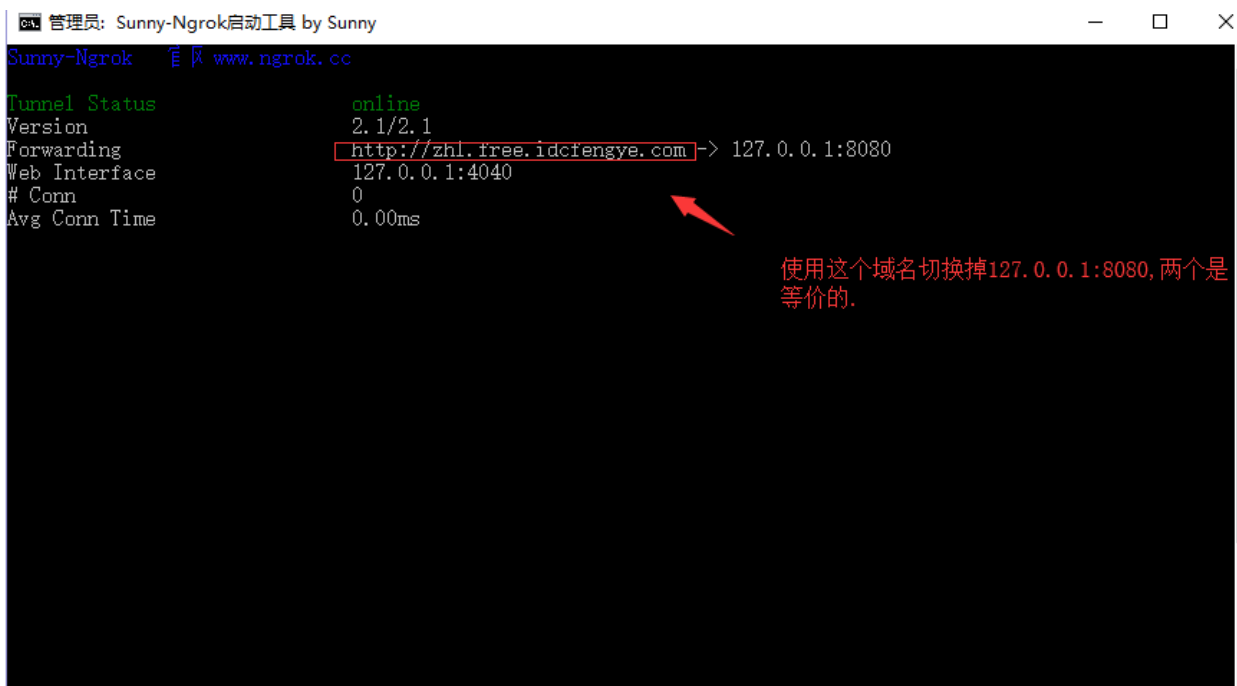 管理员: Sunny-Ngrok启动工具 by Sunny
Sunny-Ngrok www.ngrok.cc
Tunnel Status online
Version 2.1/2.1
Forwarding http://zhl.free.idcfengye.com -> 127.0.0.1:8080
Web Interface 127.0.0.1:4040
# Conn 0
Avg Conn Time 0.00ms
使用这个域名切换掉127.0.0.1:8080,两个是
等价的.